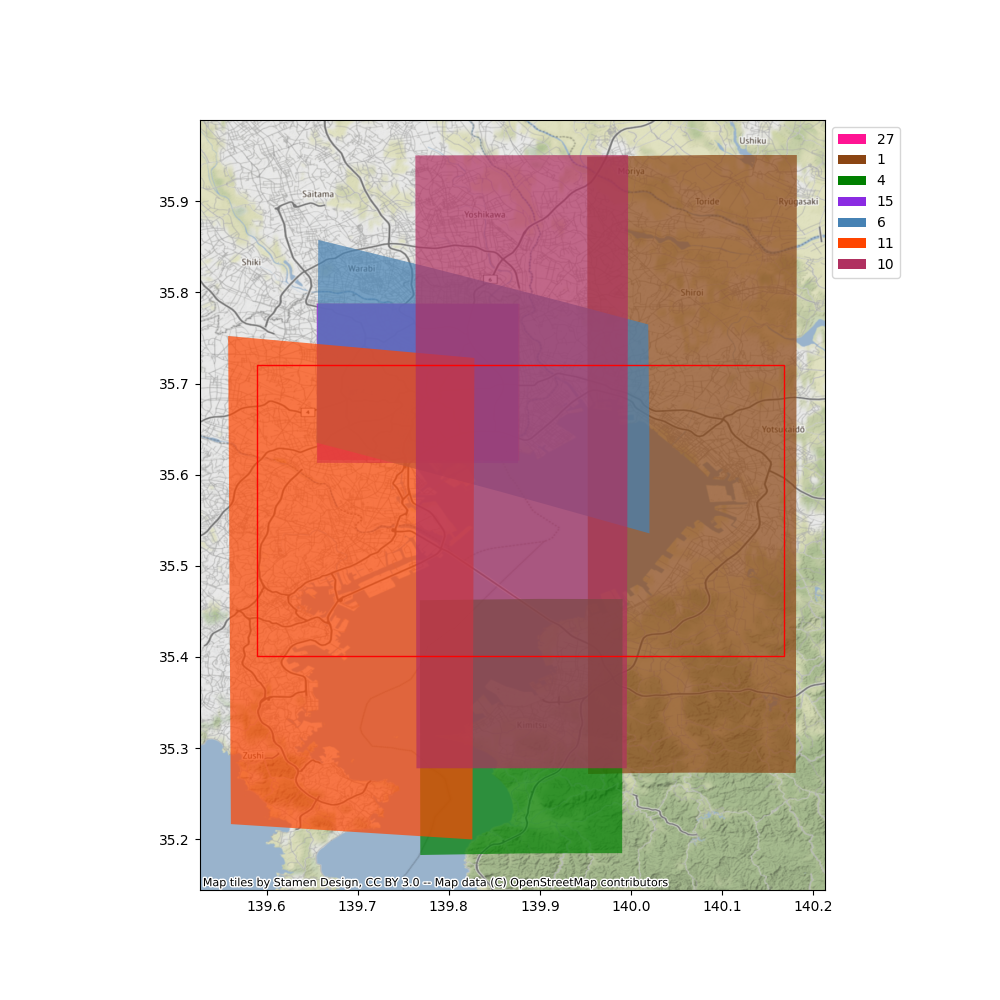 Ushiku
Moriya
Saitama
Toride
Ryugasaki
Yoshikawa
Shiki
Warabi
Shiroi
Yotsukaidō
Zushi
35.9
35.8
35.7
35.6
35.5
35.4
35.3
35.2
139.6
139.7
139.8
139.9
140.0
140.1
140.2
27
1
4
15
6
11
10
Map tiles by Stamen Design, CC BY 3.0 -- Map data (C) OpenStreetMap contributors